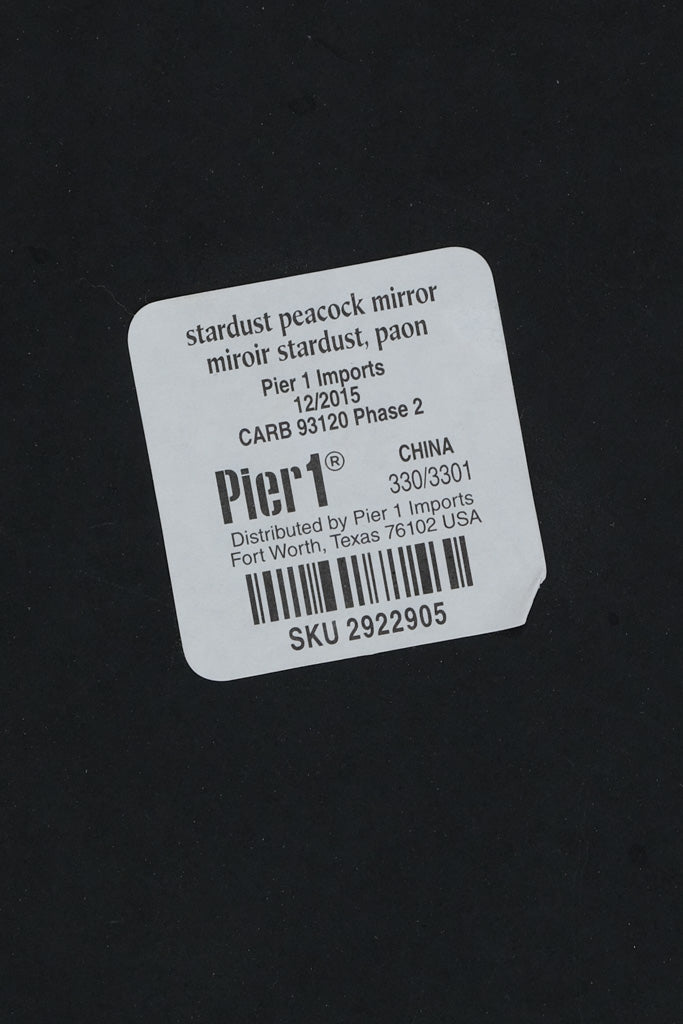 stardust peacock mirror
miroir stardust, paon
Pier 1 Imports
12/2015
CARB 93120 Phase 2
Pier1®
CHINA
330/3301
Distributed by Pier 1 Imports
Fort Worth, Texas 76102 USA
SKU 2922905